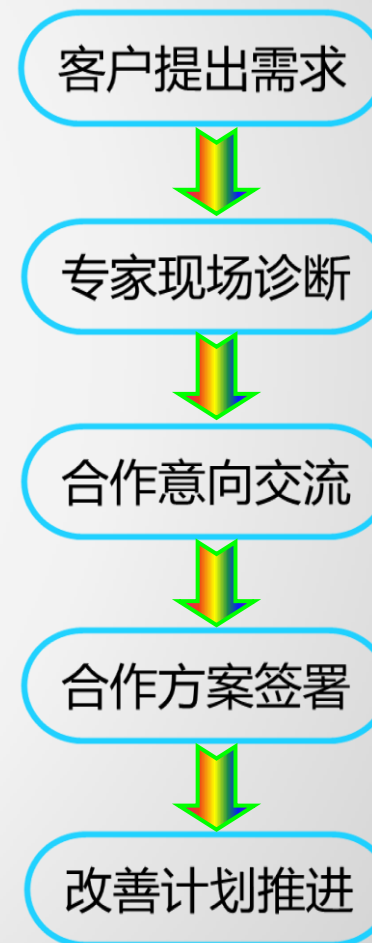 客户提出需求
专家现场诊断
合作意向交流
合作方案签署
改善计划推进